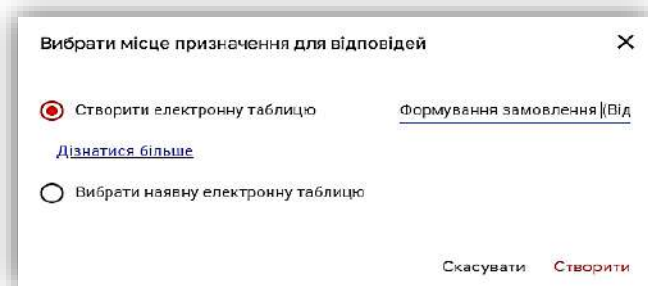 Вибрати місце призначення для відповідей
Створити електронну таблицю Формування замовлення (Від
Дізнатися більше
Вибрати наявну електронну таблицю
Скасувати Створити